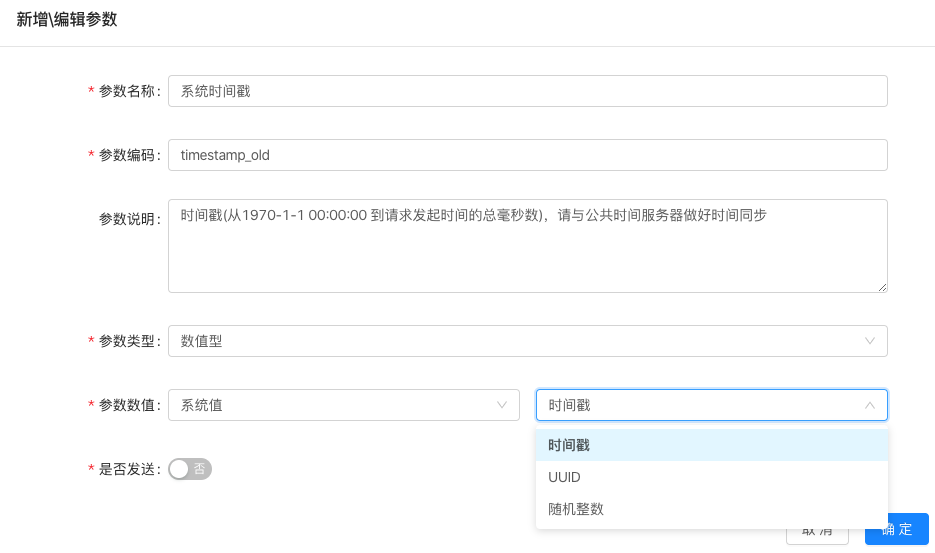 新增\编辑参数
* 参数名称: 系统时间戳
* 参数编码: timestamp_old
参数说明: 时间戳(从1970-1-1 00:00:00 到请求发起时间的总毫秒数)，请与公共时间服务器做好时间同步
* 参数类型: 数值型
* 参数数值: 系统值 时间戳
时间戳
* 是否发送: 否
UUID
随机整数
取 消 确 定